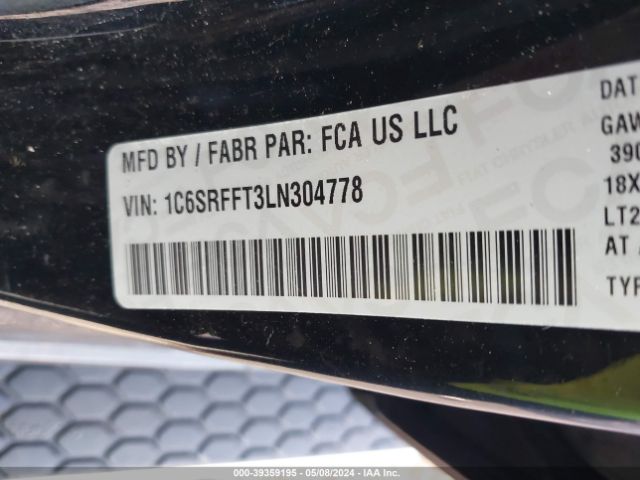 MFD BY / FABR PAR: FCA US LLC
VIN: 1C6SRFFT3LN304778
DAT
GAW
390
18X
LT2
AT
TYP
000-39359195 - 05/08/2024 - IAA Inc.